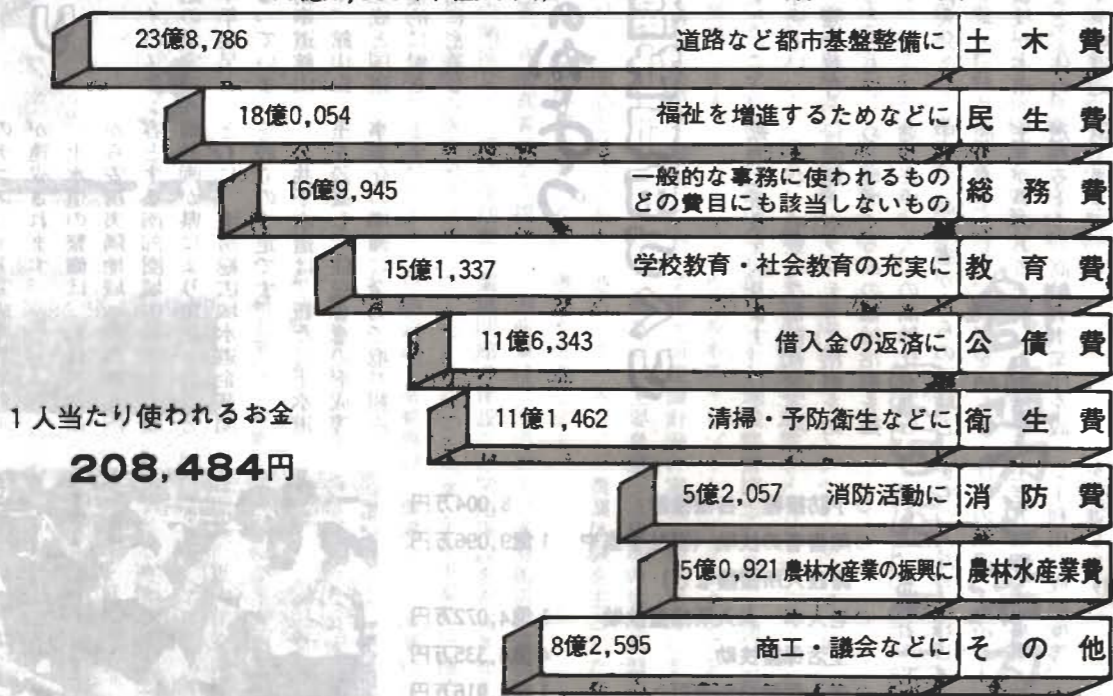 23億8,786 道路など都市基盤整備に 土木費
18億0,054 福祉を増進するためなどに 民生費
16億9,945 一般的な事務に使われるもの
どの費目にも該当しないもの 総務費
15億1,337 学校教育・社会教育の充実に 教育費
11億6,343 借入金の返済に 公債費
11億1,462 清掃・予防衛生などに 衛生費
5億2,057 消防活動に 消防費
5億0,921 農林水産業の振興に 農林水産業費
8億2,595 商工・議会などに その他
1人当たり使われるお金
208,484円